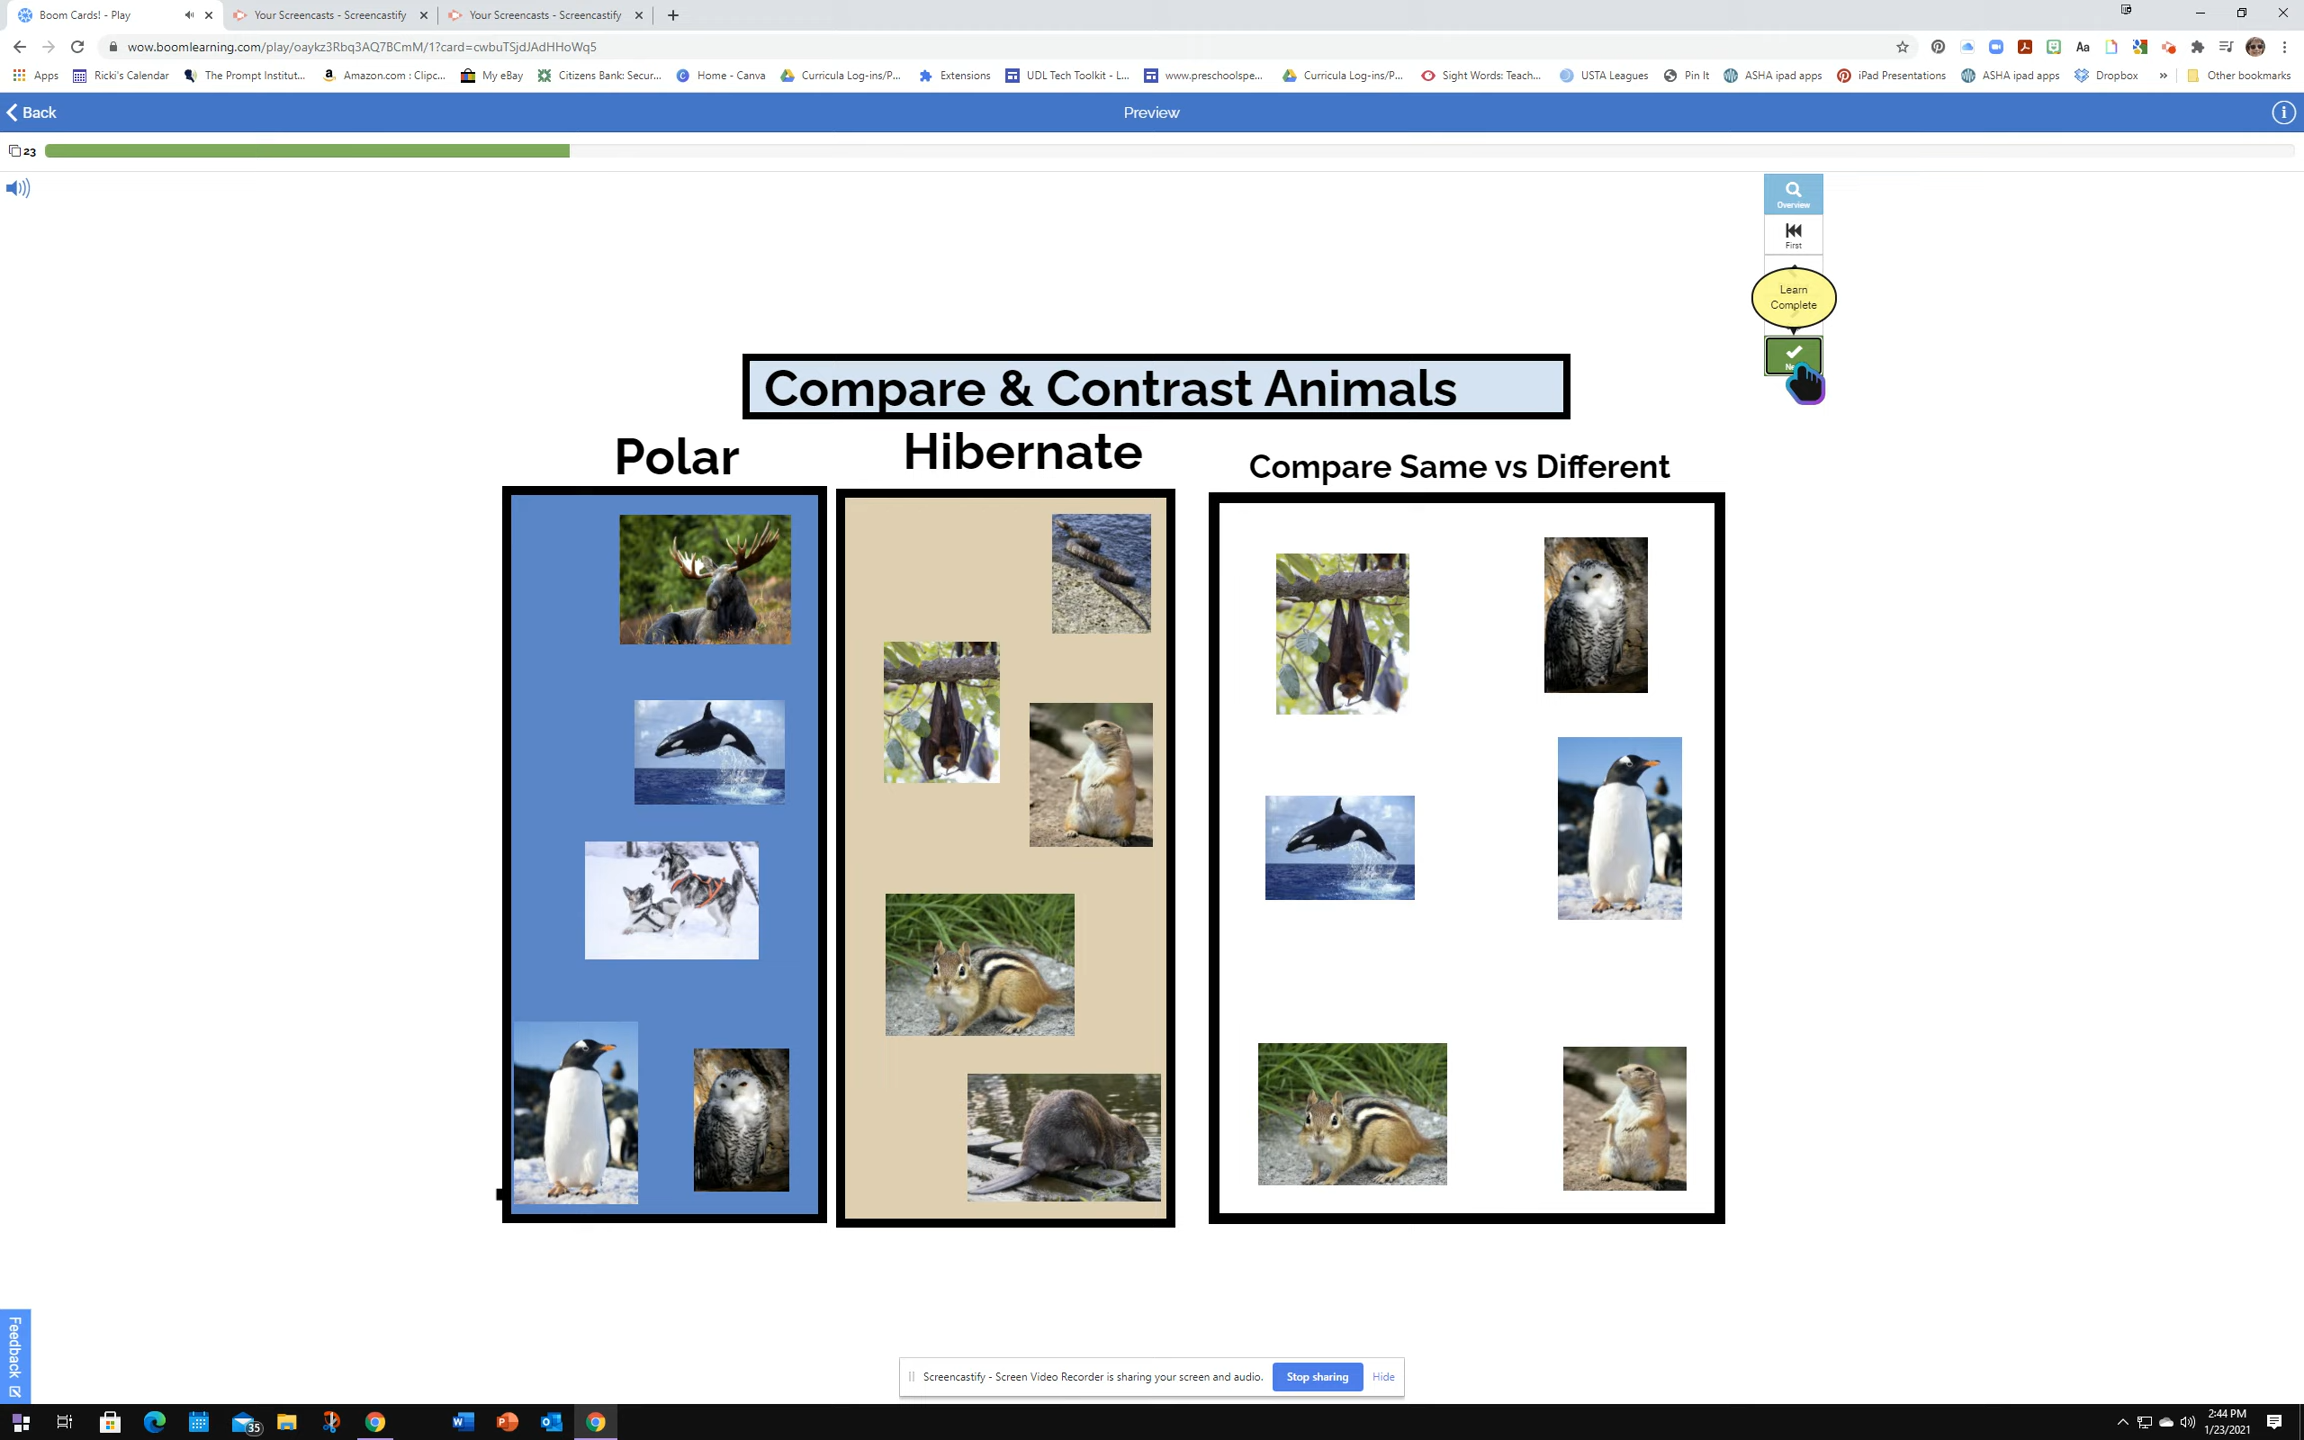 Boom Cards! - Play
Your Screencasts - Screencastify
Your Screencasts - Screencastify
wow.boomlearning.com/play/oaykz3Rbq3AQ7BCmM/1?card=cwbuTSjdJAdHHoWq5
Apps
Ricki's Calendar
The Prompt Institut...
Amazon.com : Clipc...
My eBay
Citizens Bank: Secur...
Home - Canva
Curricula Log-ins/P...
Extensions
UDL Tech Toolkit - L...
www.preschoolspe...
Curricula Log-ins/P...
Sight Words: Teach...
USTA Leagues
Pin It
ASHA ipad apps
iPad Presentations
ASHA ipad apps
Dropbox
»
Other bookmarks
Back
Preview
23
Overview
First
Learn
Complete
Compare & Contrast Animals
Polar
Hibernate
Compare Same vs Different
Feedback
Screencastify - Screen Video Recorder is sharing your screen and audio.
Stop sharing
Hide
35
2:44 PM
1/23/2021